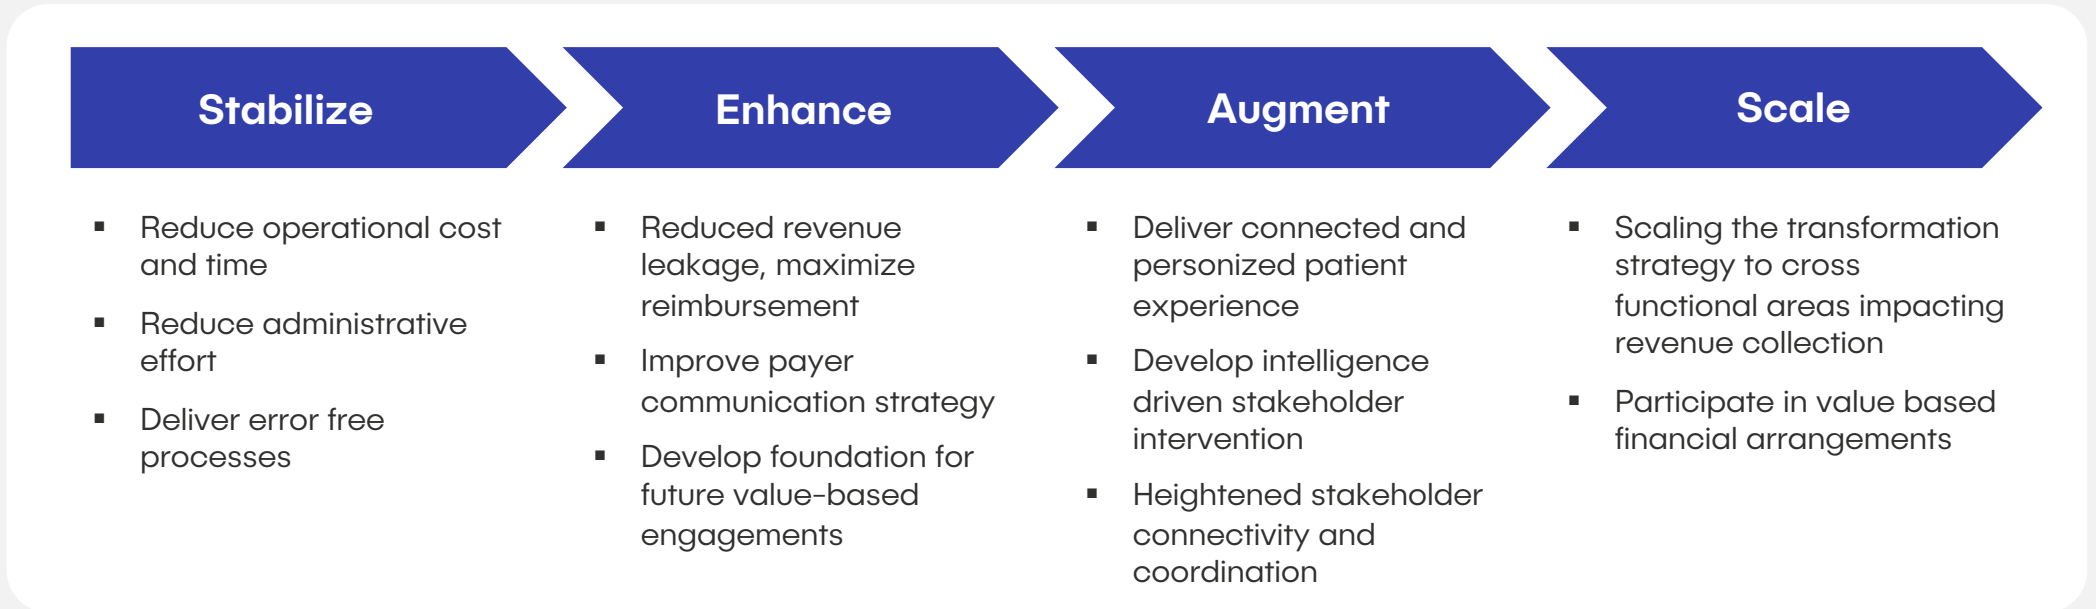 Stabilize
Reduce operational cost
and time
Reduce administrative
effort
Deliver error free
processes
Enhance
Reduced revenue
leakage, maximize
reimbursement
Improve payer
communication strategy
Develop foundation for
future value-based
engagements
Augment
Deliver connected and
personized patient
experience
Develop intelligence
driven stakeholder
intervention
Heightened stakeholder
connectivity and
coordination
Scale
Scaling the transformation
strategy to cross
functional areas impacting
revenue collection
Participate in value based
financial arrangements